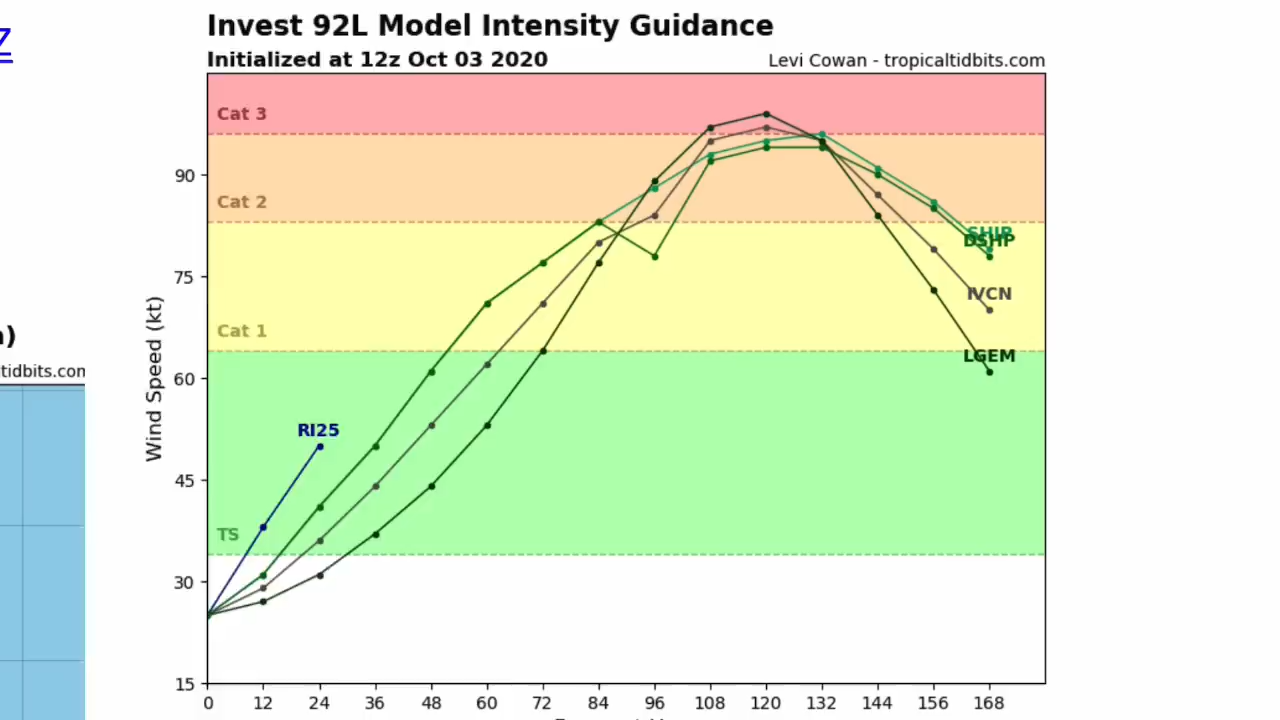 Z
Invest 92L Model Intensity Guidance
Initialized at 12z Oct 03 2020
Levi Cowan - tropicaltidbits.com
Cat 3
90
Cat 2
SHIP
DSHP
75
IVCN
Wind Speed (kt)
Cat 1
LGEM
60
RI25
45
TS
30
15
0 12 24 36 48 60 72 84 96 108 120 132 144 156 168
)
tidbits.com